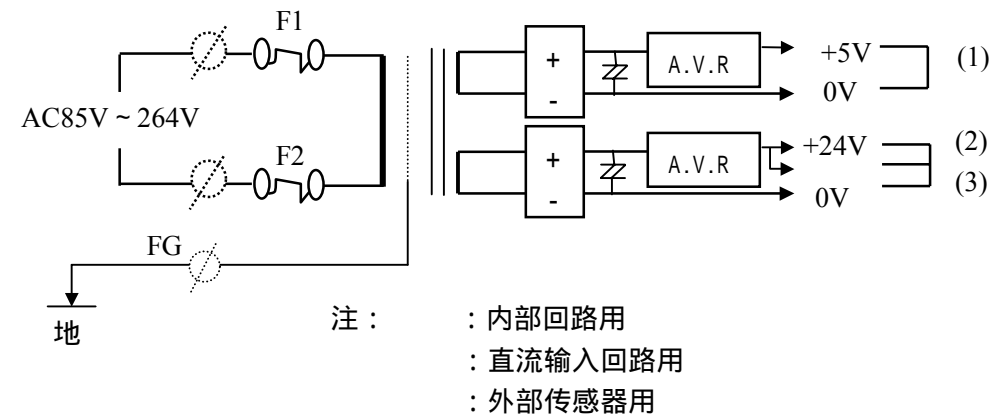 F1
+
A.V.R
+5V
(1)
-
0V
AC85V ~ 264V
F2
+
A.V.R
+24V
(2)
-
0V
(3)
FG
地
注： ：内部回路用
：直流输入回路用
：外部传感器用